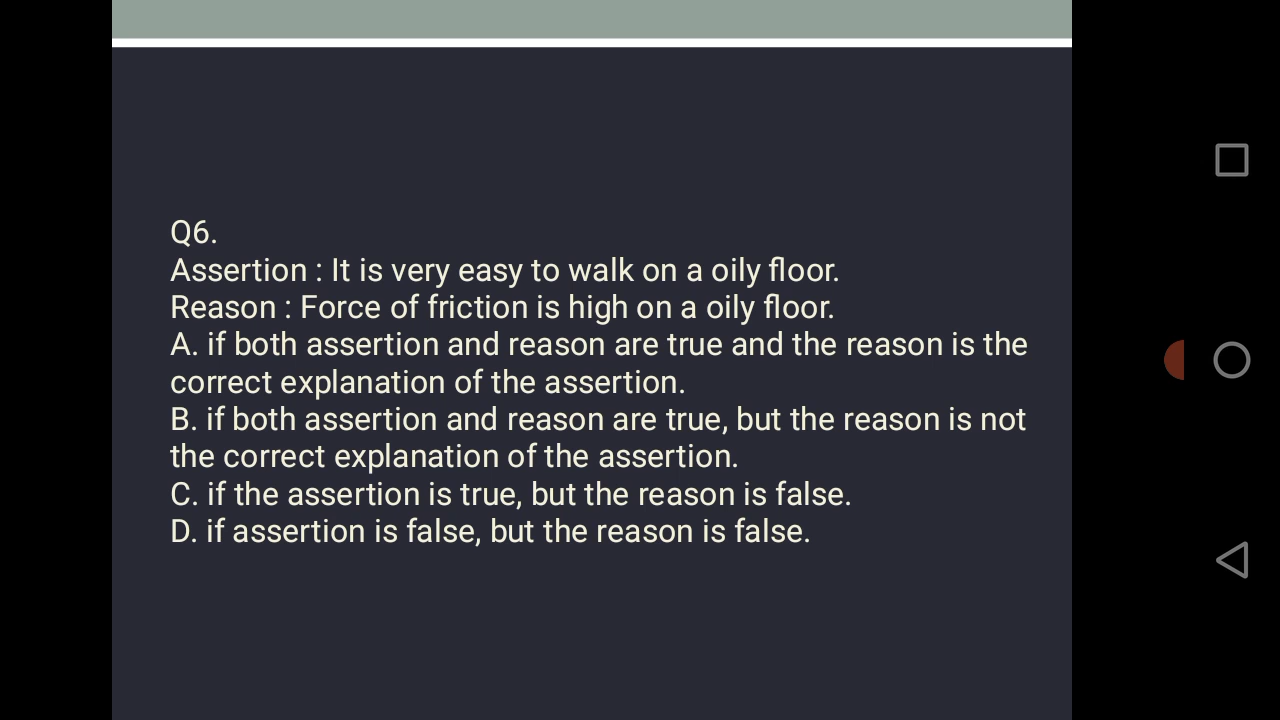 Q6.
Assertion : It is very easy to walk on a oily floor.
Reason : Force of friction is high on a oily floor.
A. if both assertion and reason are true and the reason is the
correct explanation of the assertion.
B. if both assertion and reason are true, but the reason is not
the correct explanation of the assertion.
C. if the assertion is true, but the reason is false.
D. if assertion is false, but the reason is false.